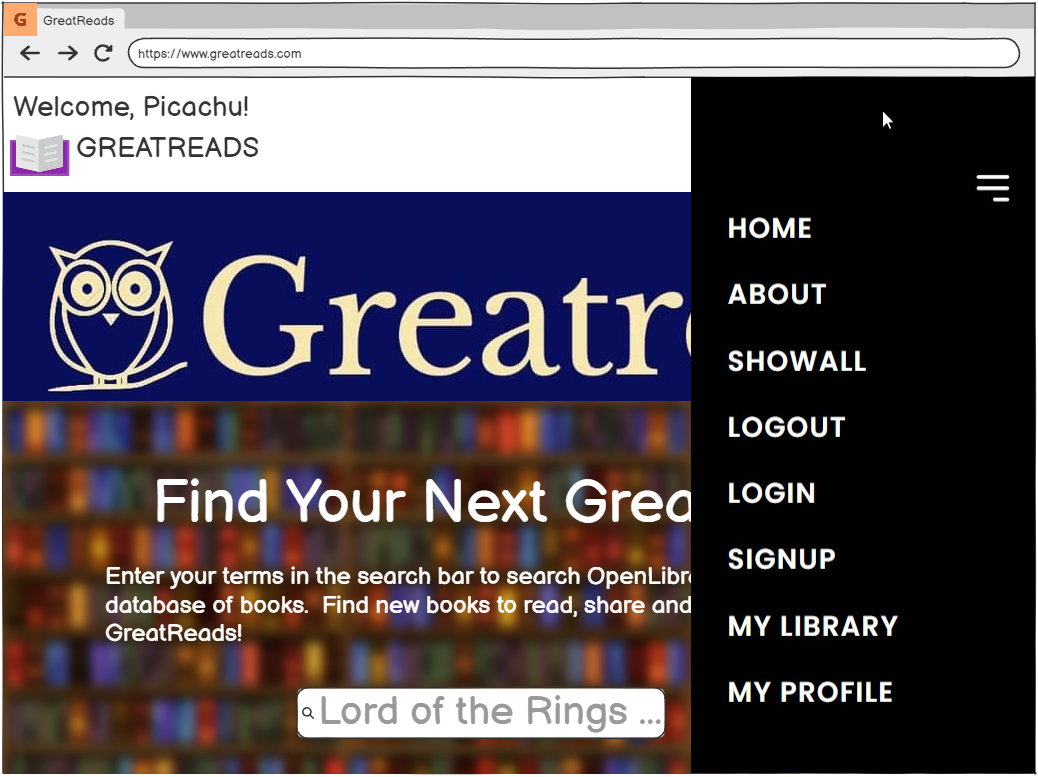 G GreatReads
https://www.greatreads.com
Welcome, Picachu!
GREATREADS
Greatre
Find Your Next Grea
Enter your terms in the search bar to search OpenLibr
database of books. Find new books to read, share and
GreatReads!
Lord of the Rings ...
HOME
ABOUT
SHOWALL
LOGOUT
LOGIN
SIGNUP
MY LIBRARY
MY PROFILE